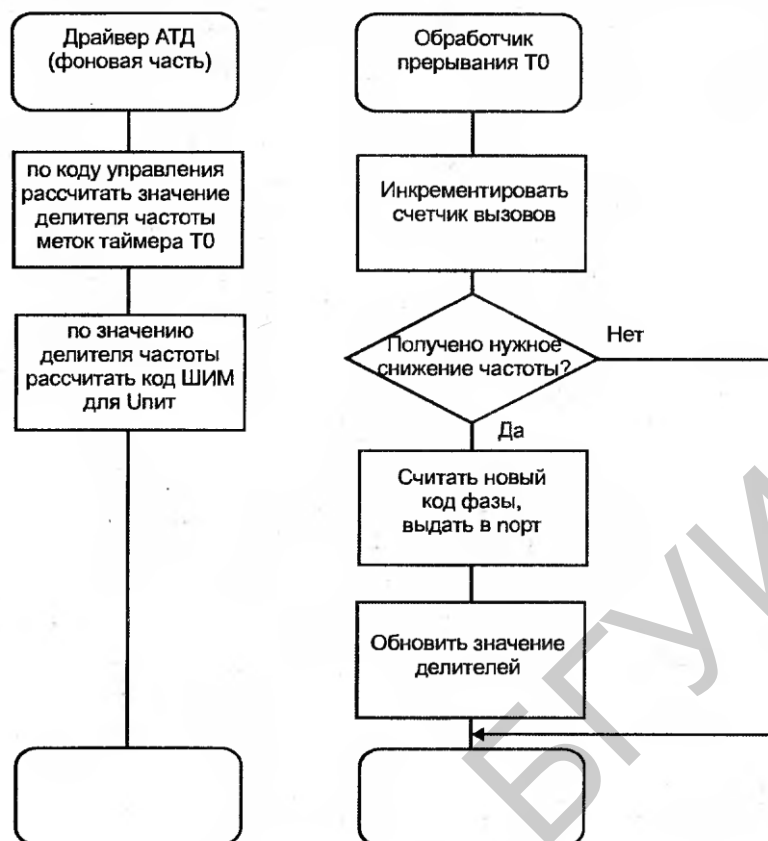 Драйвер АТД
(фоновая часть)
по коду управления
рассчитать значение
делителя частоты
меток таймера Т0
по значению
делителя частоты
рассчитать код ШИМ
для Uпит
Обработчик
прерывания Т0
Инкрементировать
счетчик вызовов
Получено нужное
снижение частоты?
Нет
Да
Считать новый
код фазы,
выдать в порт
Обновить значение
делителей
БГУИ